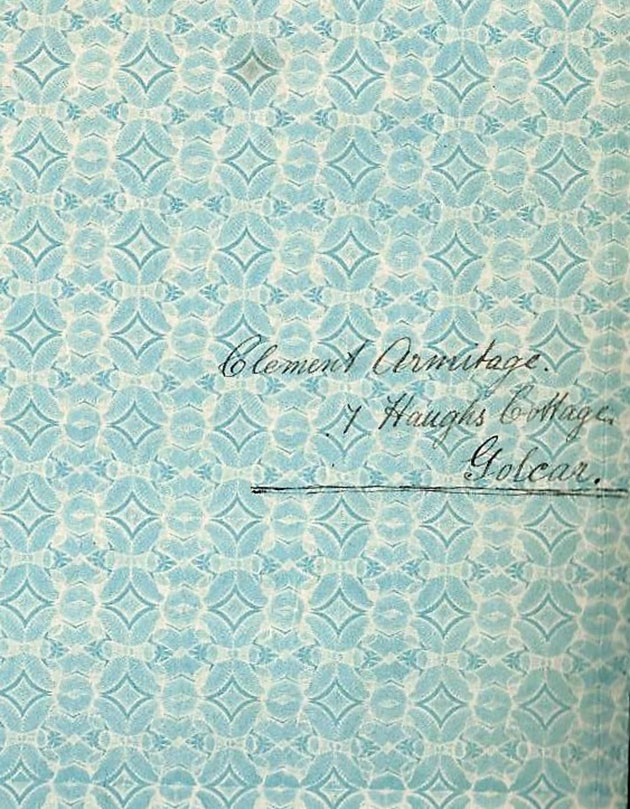 Clement Armitage.
7 Haughs Cottage.
Golcar.